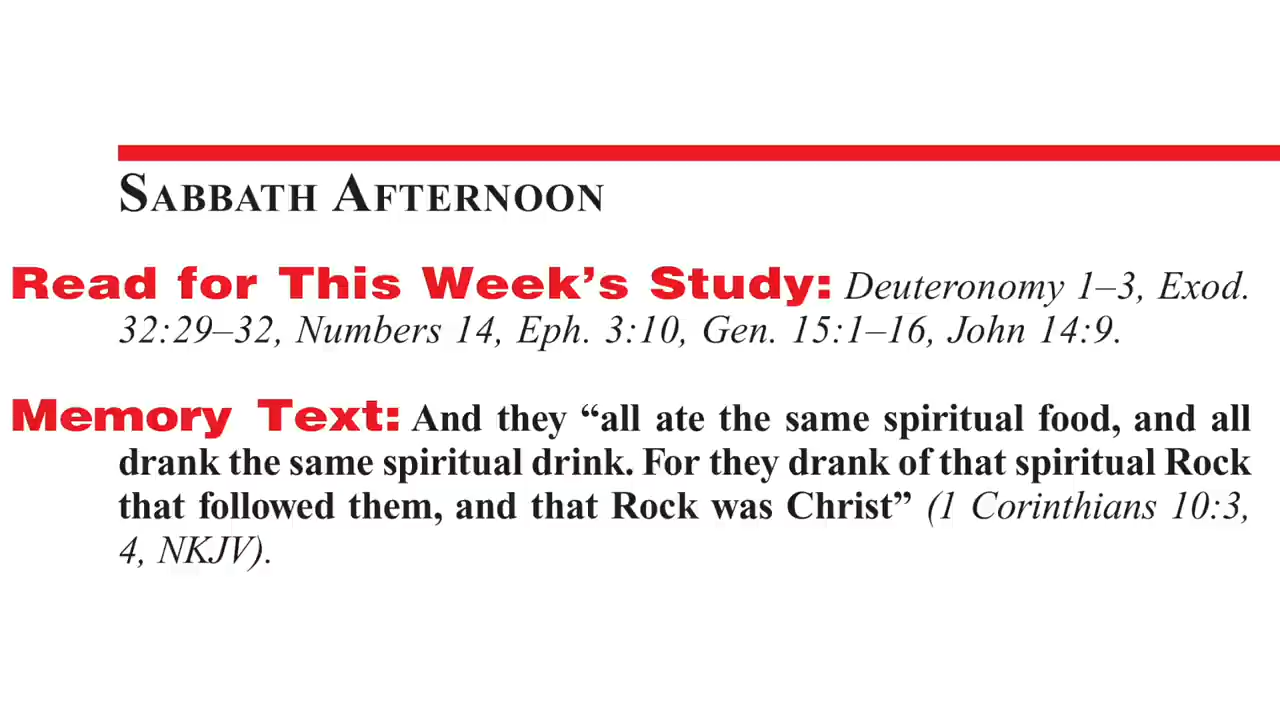 SABBATH AFTERNOON
Read for This Week’s Study: Deuteronomy 1–3, Exod.
32:29–32, Numbers 14, Eph. 3:10, Gen. 15:1–16, John 14:9.
Memory Text: And they “all ate the same spiritual food, and all
drank the same spiritual drink. For they drank of that spiritual Rock
that followed them, and that Rock was Christ” (1 Corinthians 10:3,
4, NKJV).